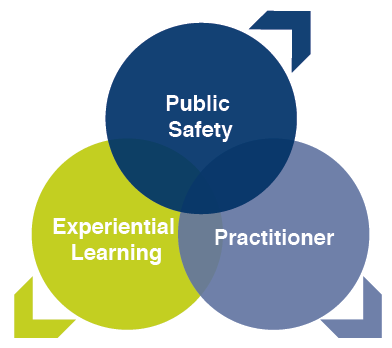 Public
Safety
Experiential
Learning
Practitioner